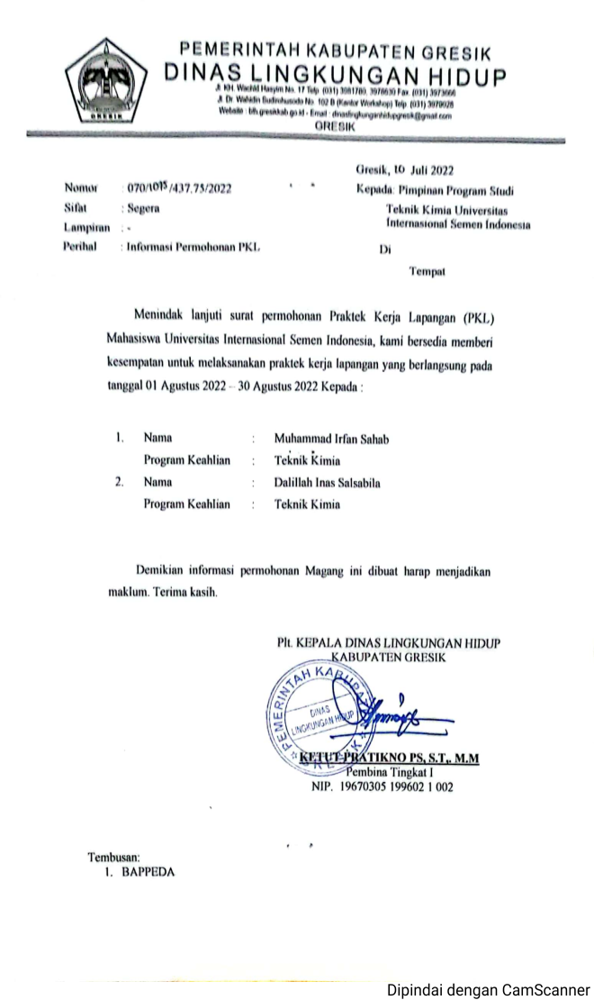 PEMERINTAH KABUPATEN GRESIK
DINAS LINGKUNGAN HIDUP
Jl. KH. Wachid Hasyim No. 17 Telp (031) 3981780, 3978630 Fax. (031) 3973666
Jl. Dr. Wahidin Sudirohusodo No. 102 B (Kantor Workshop) Telp (031) 3979028
Website : blh.gresikkab.go.id - Email : dinaslingkunganhidupgresik@gmail.com
GRESIK
GRESIK
Gresik, 10 Juli 2022
Nomor : 070/1015/437.75/2022
Sifat : Segera
Lampiran : -
Perihal : Informasi Permohonan PKL
Kepada: Pimpinan Program Studi
Teknik Kimia Universitas
Internasional Semen Indonesia
Di
Tempat
Menindak lanjuti surat permohonan Praktek Kerja Lapangan (PKL)
Mahasiswa Universitas Internasional Semen Indonesia, kami bersedia memberi
kesempatan untuk melaksanakan praktek kerja lapangan yang berlangsung pada
tanggal 01 Agustus 2022 – 30 Agustus 2022 Kepada :
1. Nama : Muhammad Irfan Sahab
Program Keahlian : Teknik Kimia
2. Nama : Dalillah Inas Salsabila
Program Keahlian : Teknik Kimia
Demikian informasi permohonan Magang ini dibuat harap menjadikan
maklum. Terima kasih.
Plt. KEPALA DINAS LINGKUNGAN HIDUP
KABUPATEN GRESIK
PEMERINTAH KABUPATEN GRESIK
DINAS
LINGKUNGAN HIDUP
KETUT PRATIKNO PS, S.T,. M.M
Pembina Tingkat I
NIP. 19670305 199602 1 002
Tembusan:
1. BAPPEDA
Dipindai dengan CamScanner